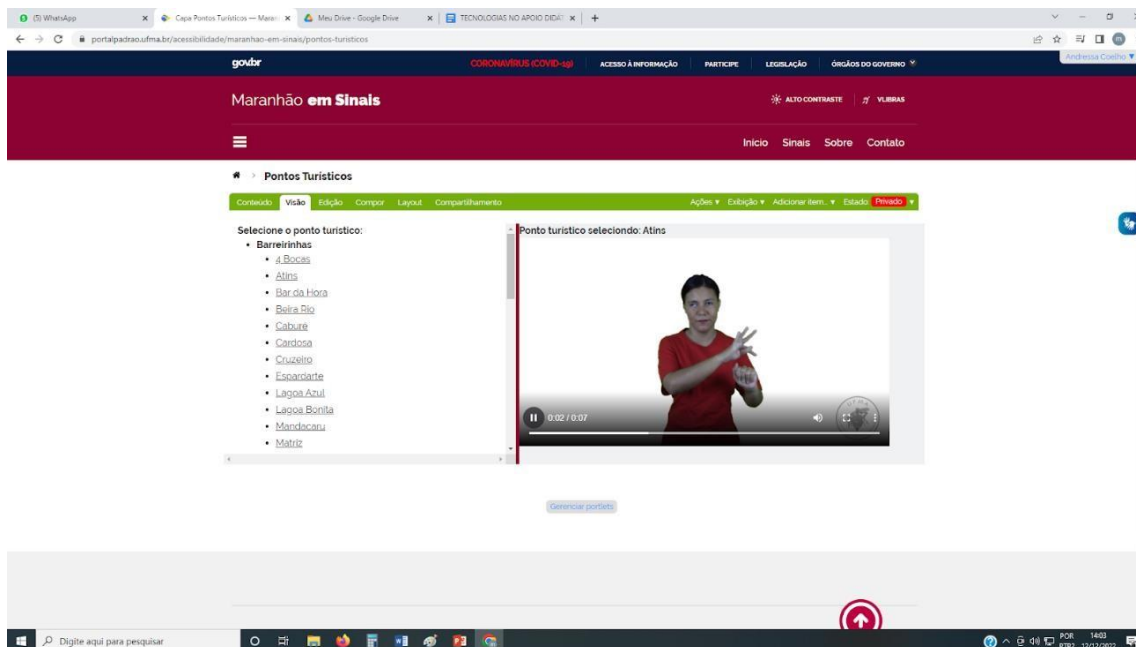 (5) WhatsApp
Capa Pontos Turísticos — Maran
Meu Drive - Google Drive
TECNOLOGIAS NO APOIO DIDÁT
portalpadrao.ufma.br/acessibilidade/maranhao-em-sinais/pontos-turisticos
Andressa Coelho
govbr
CORONAVÍRUS (COVID-19)
ACESSO À INFORMAÇÃO
PARTICIPE
LEGISLAÇÃO
ÓRGÃOS DO GOVERNO
Maranhão em Sinais
ALTO CONTRASTE
VLIBRAS
Início Sinais Sobre Contato
Pontos Turísticos
Conteúdo Visão Edição Compor Layout Compartilhamento
Ações Exibição Adicionar item… Estado: Privado
Selecione o ponto turístico:
Barreirinhas
4 Bocas
Atins
Bar da Hora
Beira Rio
Caburé
Cardosa
Cruzeiro
Espardarte
Lagoa Azul
Lagoa Bonita
Mandacaru
Matriz
Ponto turístico seleciondo: Atins
0:02 / 0:07
Gerenciar portlets
Digite aqui para pesquisar
POR 14:03
PTB2 12/12/2022